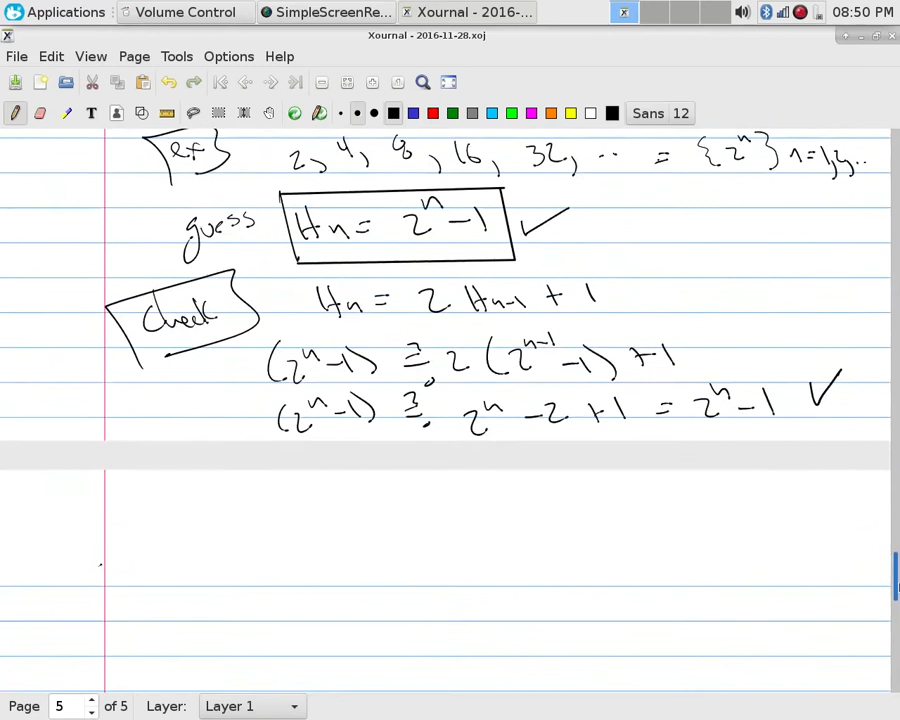 Applications Volume Control SimpleScreenRe... Xournal - 2016-... 08:50 PM
Xournal - 2016-11-28.xoj
File Edit View Page Tools Options Help
T Sans 12
ex 2, 4, 8, 16, 32, ... = {2^n} n=1,2,...
guess Hn = 2^n - 1 ✓
check Hn = 2 Hn-1 + 1
(2^n - 1) ≟ 2 (2^n-1 - 1) + 1
(2^n - 1) ≟ 2^n - 2 + 1 = 2^n - 1 ✓
Page 5 of 5 Layer: Layer 1